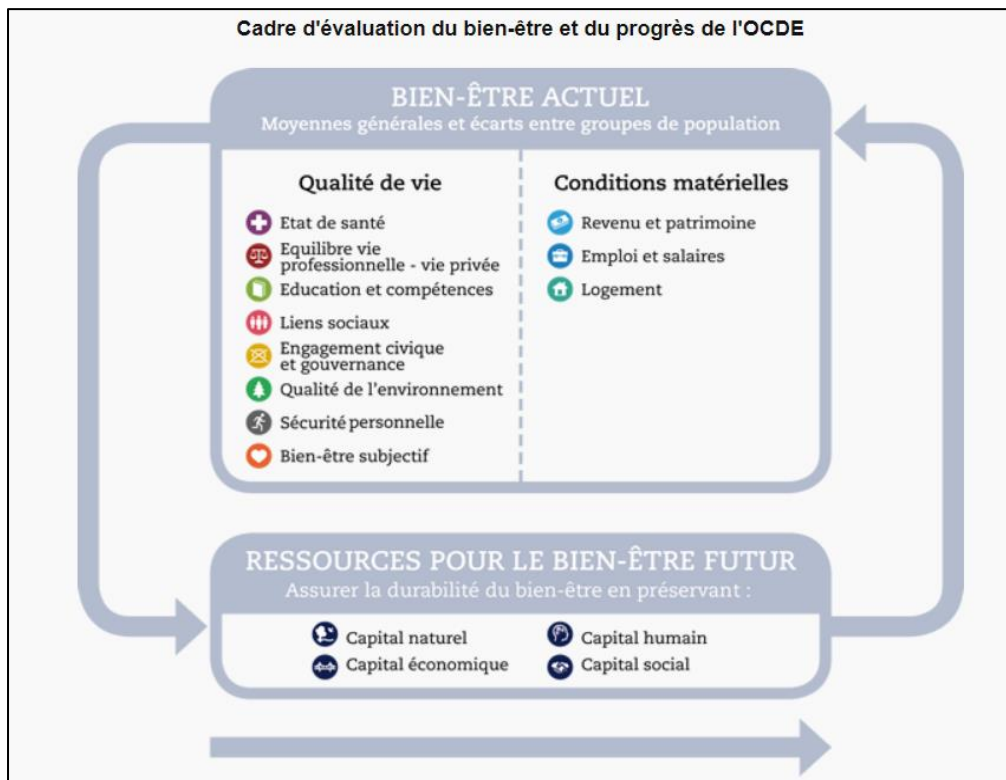 Cadre d'évaluation du bien-être et du progrès de l'OCDE
BIEN-ÊTRE ACTUEL
Moyennes générales et écarts entre groupes de population
Qualité de vie
Etat de santé
Equilibre vie
professionnelle - vie privée
Education et compétences
Liens sociaux
Engagement civique
et gouvernance
Qualité de l'environnement
Sécurité personnelle
Bien-être subjectif
Conditions matérielles
Revenu et patrimoine
Emploi et salaires
Logement
RESSOURCES POUR LE BIEN-ÊTRE FUTUR
Assurer la durabilité du bien-être en préservant :
Capital naturel
Capital humain
Capital économique
Capital social